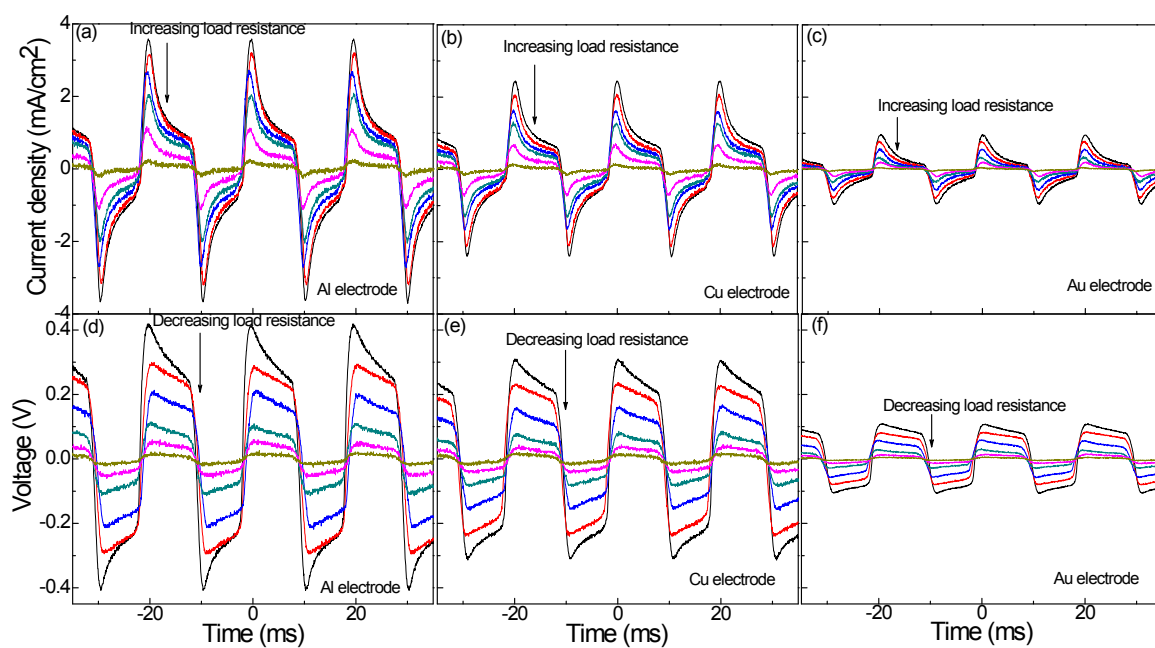 (a)
Increasing load resistance
Al electrode
(b)
Increasing load resistance
Cu electrode
(c)
Increasing load resistance
Au electrode
4
2
0
-2
-4
Current density (mA/cm²)
(d)
Decreasing load resistance
Al electrode
(e)
Decreasing load resistance
Cu electrode
(f)
Decreasing load resistance
Au electrode
0.4
0.2
0.0
-0.2
-0.4
Voltage (V)
-20 0 20
-20 0 20
-20 0 20
Time (ms)
Time (ms)
Time (ms)